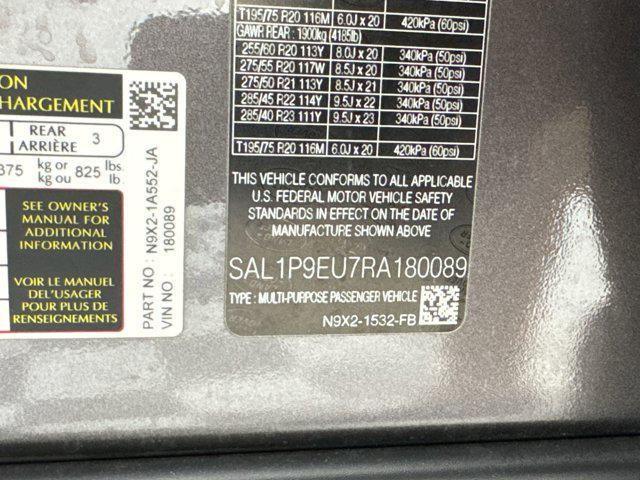 T195/75 R20 116M 6.0J x 20 420kPa (60psi)
GAWR REAR : 1900kg (4185lb)
255/60 R20 113Y 8.0J x 20 340kPa (50psi)
275/55 R20 117W 8.5J x 20 340kPa (50psi)
275/50 R21 113Y 8.5J x 21 340kPa (50psi)
285/45 R22 114Y 9.5J x 22 340kPa (50psi)
285/40 R23 111Y 9.5J x 23 340kPa (50psi)
T195/75 R20 116M 6.0J x 20 420kPa (60psi)
THIS VEHICLE CONFORMS TO ALL APPLICABLE
U.S. FEDERAL MOTOR VEHICLE SAFETY
STANDARDS IN EFFECT ON THE DATE OF
MANUFACTURE SHOWN ABOVE
SAL1P9EU7RA180089
TYPE : MULTI-PURPOSE PASSENGER VEHICLE
N9X2-1532-FB
ON
HARGEMENT
REAR 3
ARRIÈRE
375 kg or 825 lbs.
kg ou lb.
SEE OWNER'S
MANUAL FOR
ADDITIONAL
INFORMATION
VOIR LE MANUEL
DEL'USAGER
POUR PLUS DE
RENSEIGNEMENTS
PART NO : N9X2-1A552-JA
VIN NO : 180089